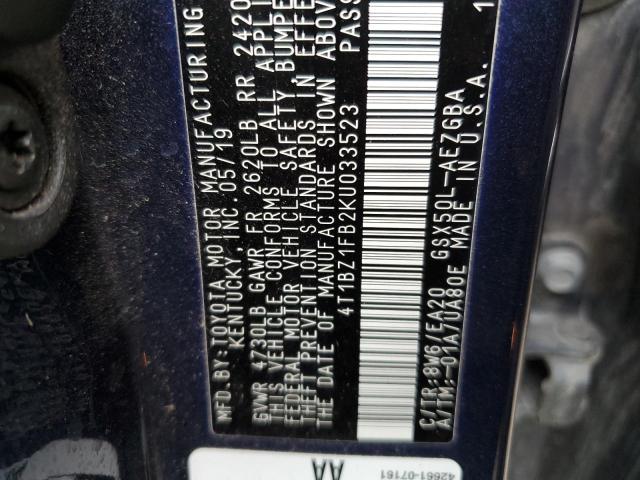 MFD.BY:TOYOTA MOTOR MANUFACTURING
KENTUCKY, INC. 05/19
GVWR 4730LB GAWR FR 2620LB RR 2420
THIS VEHICLE CONFORMS TO ALL APPLI
FEDERAL MOTOR VEHICLE SAFETY BUMPE
THEFT PREVENTION STANDARDS IN EFFE
THE DATE OF MANUFACTURE SHOWN ABOV
4T1BZ1FB2KU033523 PASS
C/TR:8W6/EA20 GSX50L-AEZGBA
A/TM:-01A/UA80E MADE IN U.S.A. 1
42661-07161
AA